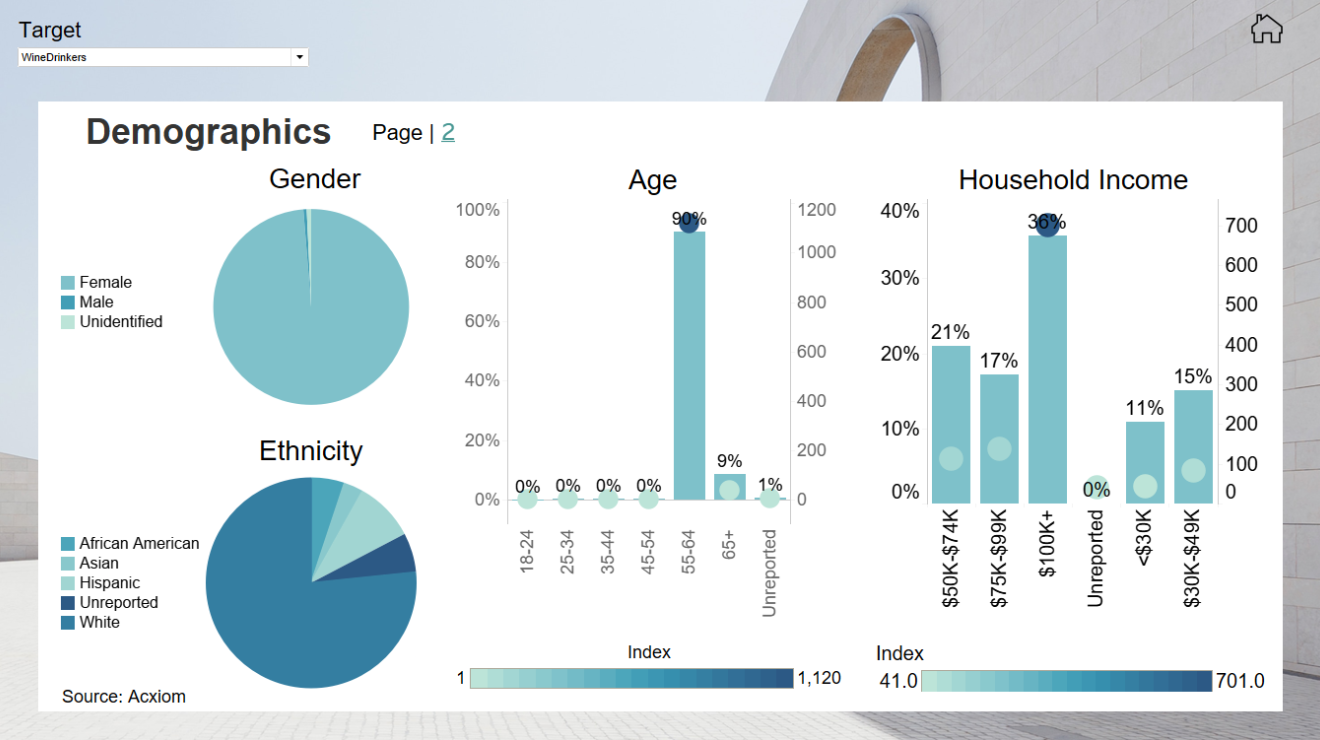 Target
WineDrinkers
Demographics
Page | 2
Gender
Female
Male
Unidentified
Ethnicity
African American
Asian
Hispanic
Unreported
White
Source: Acxiom
Age
100%
80%
60%
40%
20%
0%
0%
0%
0%
0%
90%
9%
1%
1200
1000
800
600
400
200
0
18-24
25-34
35-44
45-54
55-64
65+
Unreported
Index
1
1,120
Household Income
40%
30%
20%
10%
0%
21%
17%
36%
0%
11%
15%
700
600
500
400
300
200
100
0
$50K-$74K
$75K-$99K
$100K+
Unreported
<$30K
$30K-$49K
Index
41.0
701.0